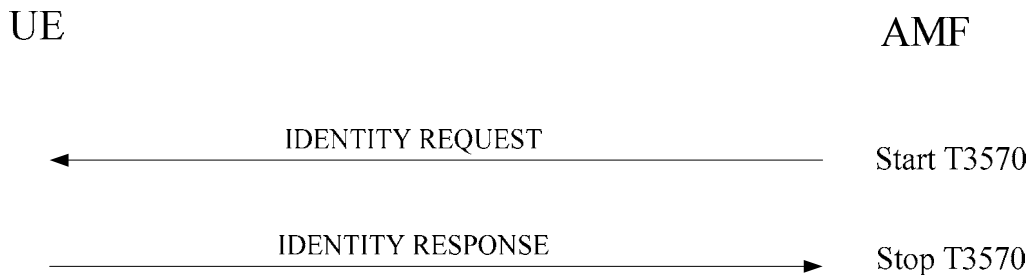 UE
AMF
IDENTITY REQUEST
Start T3570
IDENTITY RESPONSE
Stop T3570